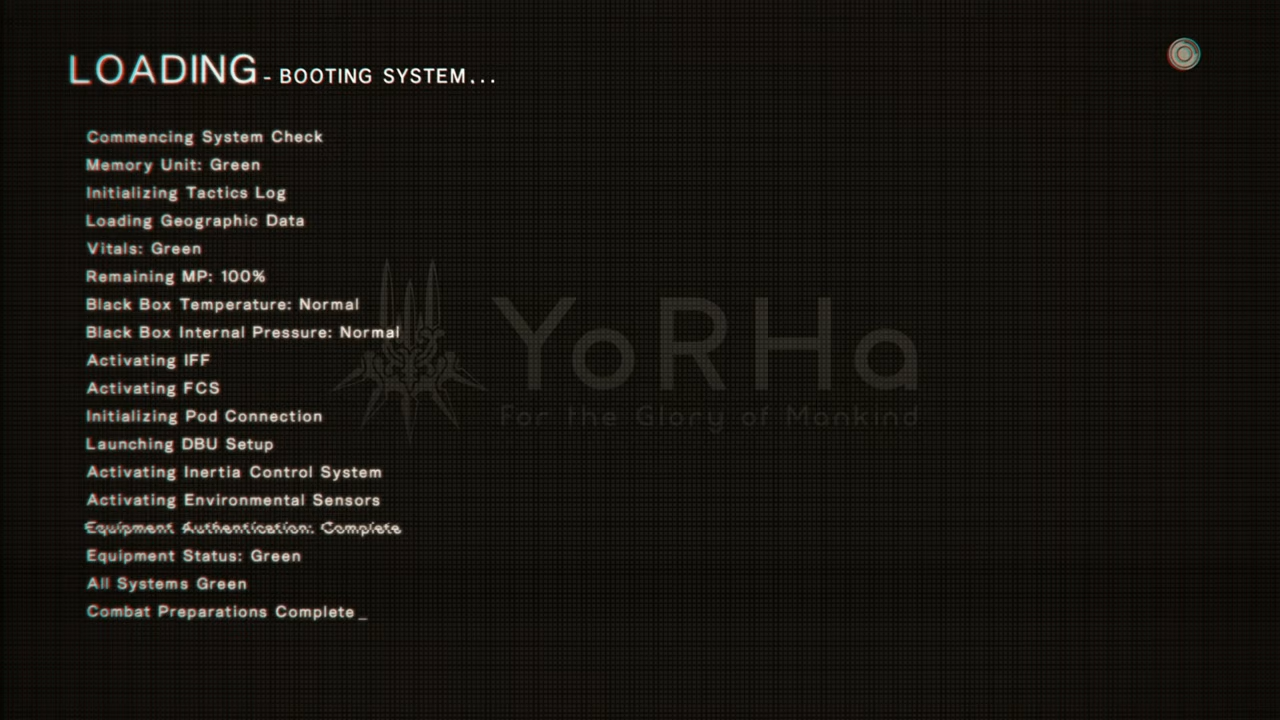 LOADING - BOOTING SYSTEM...
Commencing System Check
Memory Unit: Green
Initializing Tactics Log
Loading Geographic Data
Vitals: Green
Remaining MP: 100%
Black Box Temperature: Normal
Black Box Internal Pressure: Normal
Activating IFF
Activating FCS
Initializing Pod Connection
Launching DBU Setup
Activating Inertia Control System
Activating Environmental Sensors
Equipment Authentication: Complete
Equipment Status: Green
All Systems Green
Combat Preparations Complete_
YoRHa
For the Glory of Mankind